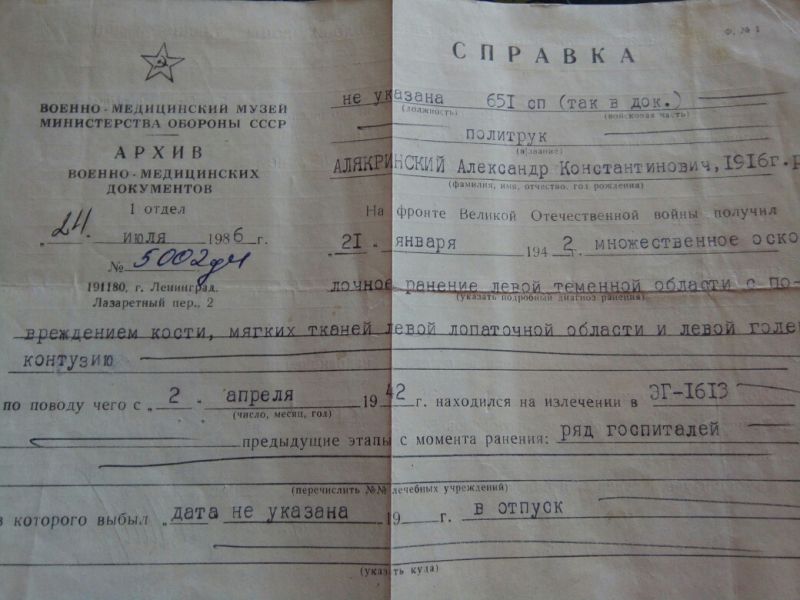 Ф. № 1
ВОЕННО-МЕДИЦИНСКИЙ МУЗЕЙ
МИНИСТЕРСТВА ОБОРОНЫ СССР
АРХИВ
ВОЕННО-МЕДИЦИНСКИХ
ДОКУМЕНТОВ
1 отдел
„24" июля 1986 г.
№ 5002дч
191180, г. Ленинград,
Лазаретный пер., 2
СПРАВКА
не указана 651 сп (так в док.)
(должность) (войсковая часть)
политрук
(звание)
АЛЯКРИНСКИЙ Александр Константинович, 1916г.р
(фамилия, имя, отчество, год рождения)
На фронте Великой Отечественной войны получил
„21" января 1942 г. множественное оско
лочное ранение левой теменной области с по-
(указать подробный диагноз ранения)
вреждением кости, мягких тканей левой лопаточной области и левой голе
контузию
по поводу чего с „2" апреля 1942 г. находился на излечении в ЭГ-1613
(число, месяц, год)
предыдущие этапы с момента ранения: ряд госпиталей
(перечислить №№ лечебных учреждений)
из которого выбыл „дата не указана 19 г. в отпуск
(указать куда)